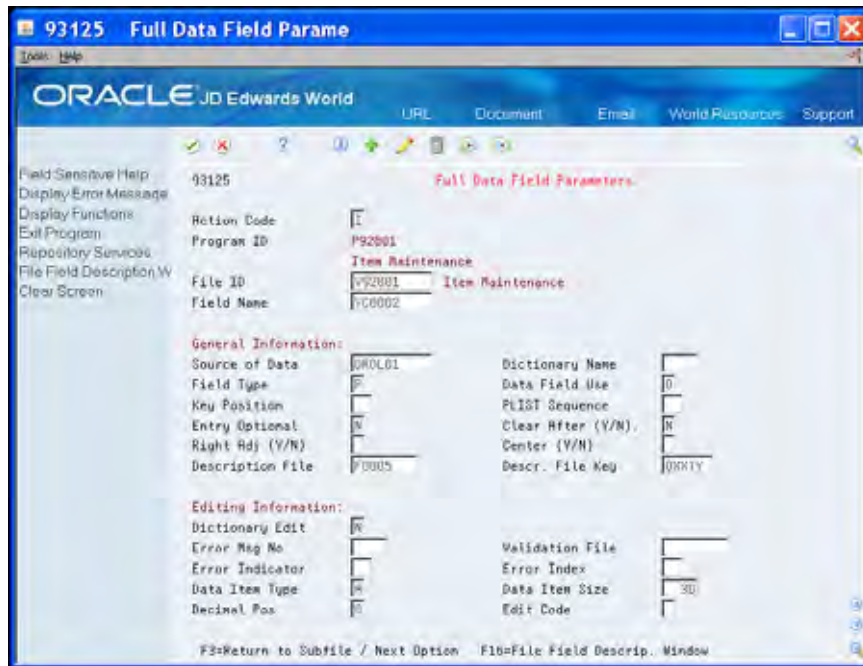 93125 Full Data Field Parame
Tools Help
ORACLE JD Edwards World
URL Document Email World Resources Support
Field Sensitive Help
Display Error Message
Display Functions
Exit Program
Repository Services
File Field Description W
Clear Screen
93125 Full Data Field Parameters
Action Code I
Program ID P92801
Item Maintenance
File ID V92801 Item Maintenance
Field Name VC0002
General Information:
Source of Data Dictionary Name
Field Type P Data Field Use O
Key Position PLIST Sequence
Entry Optional N Clear After (Y/N). N
Right Adj (Y/N) Center (Y/N)
Description File F0005 Descr. File Key
Editing Information:
Dictionary Edit N
Error Msg No Validation File
Error Indicator Error Index
Data Item Type A Data Item Size 30
Decimal Pos 0 Edit Code
F3=Return to Subfile / Next Option F16=File Field Descrip. Window